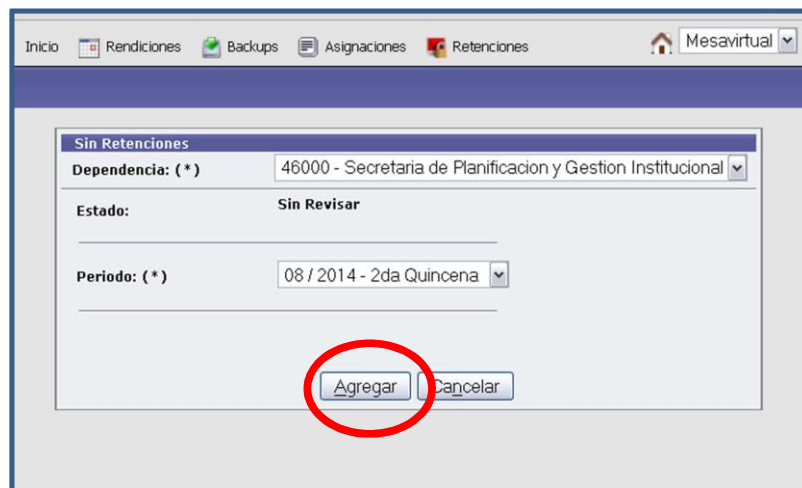 Inicio Rendiciones Backups Asignaciones Retenciones Mesavirtual
Sin Retenciones
Dependencia: (*) 46000 - Secretaria de Planificacion y Gestion Institucional
Estado: Sin Revisar
Periodo: (*) 08 / 2014 - 2da Quincena
Agregar Cancelar